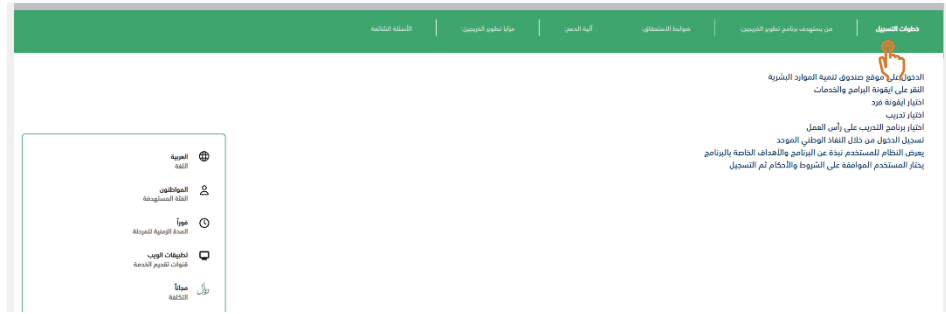 خطوات التسجيل
من يستهدف برنامج تطوير الخريجين:
ضوابط الاستحقاق:
آلية الدعم:
مزايا تطوير الخريجين:
الأسئلة الشائعة
الدخول على موقع صندوق تنمية الموارد البشرية
النقر على ايقونة البرامج والخدمات
اختيار ايقونة فرد
اختيار تدريب
اختيار برنامج التدريب على رأس العمل
تسجيل الدخول من خلال النفاذ الوطني الموحد
يعرض النظام للمستخدم نبذة عن البرنامج والأهداف الخاصة بالبرنامج
يختار المستخدم الموافقة على الشروط والأحكام ثم التسجيل
العربية
اللغة
المواطنون
الفئة المستهدفة
فوراً
المدة الزمنية للمرحلة
تطبيقات الويب
قنوات تقديم الخدمة
ريال
مجاناً
التكلفة